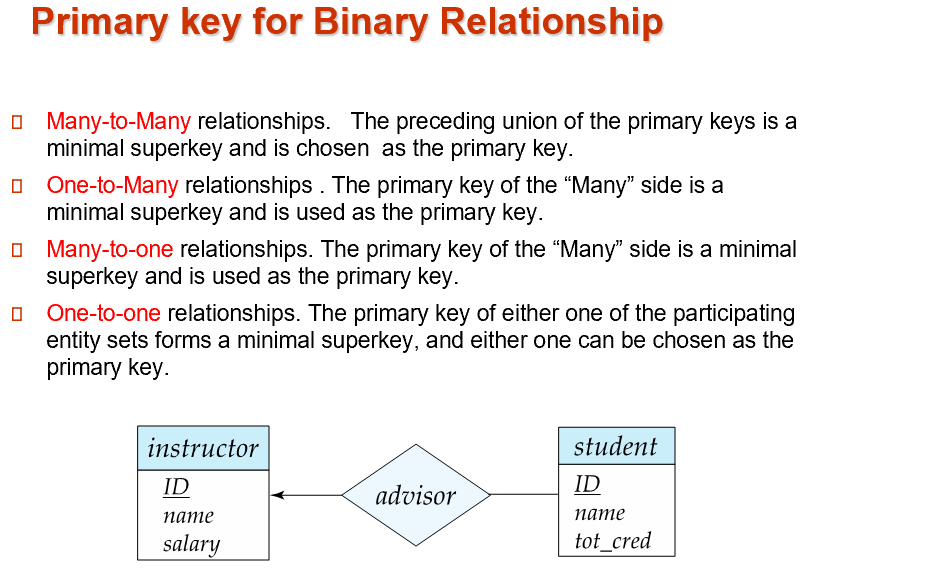 Primary key for Binary Relationship
Many-to-Many relationships. The preceding union of the primary keys is a
minimal superkey and is chosen as the primary key.
One-to-Many relationships . The primary key of the “Many” side is a
minimal superkey and is used as the primary key.
Many-to-one relationships. The primary key of the “Many” side is a minimal
superkey and is used as the primary key.
One-to-one relationships. The primary key of either one of the participating
entity sets forms a minimal superkey, and either one can be chosen as the
primary key.
instructor
ID
name
salary
advisor
student
ID
name
tot_cred